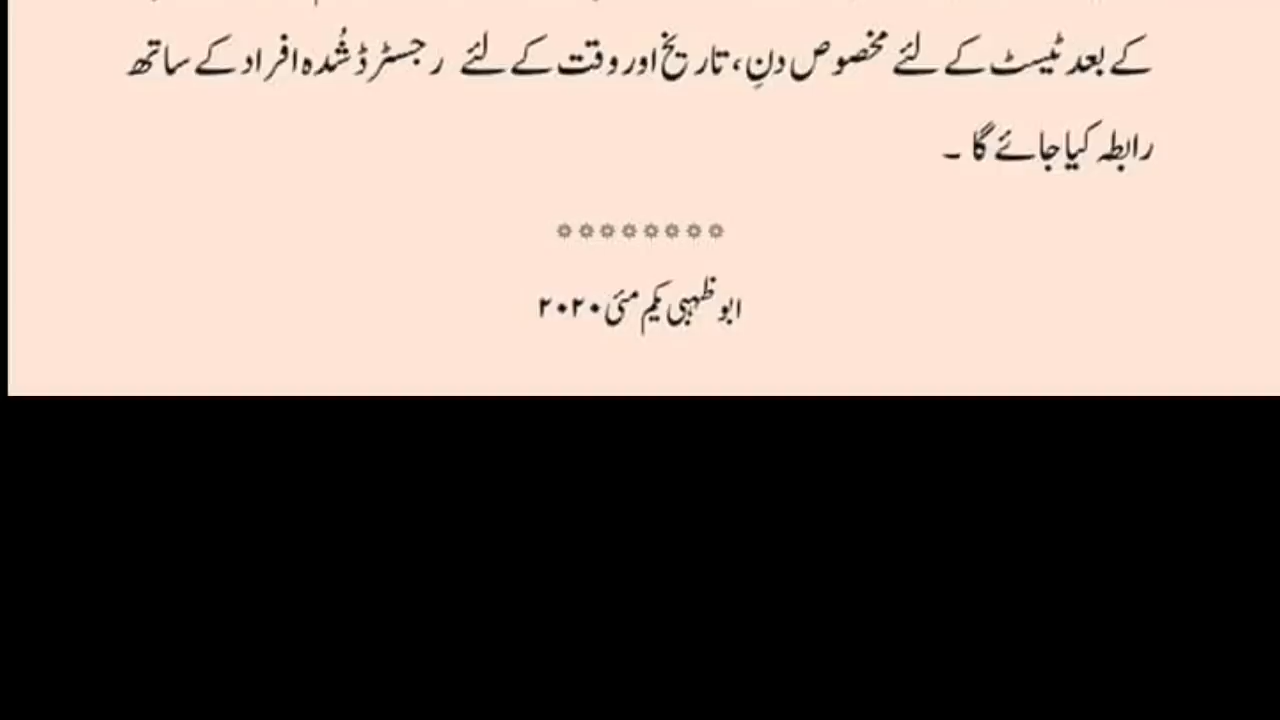 کے بعد ٹیسٹ کے لئے مخصوص دنِ، تاریخ اور وقت کے لئے رجسٹرڈ شُدہ افراد کے ساتھ
رابطہ کیا جائے گا ۔
********
ابوظہبی یکم مئی ۲۰۲۰